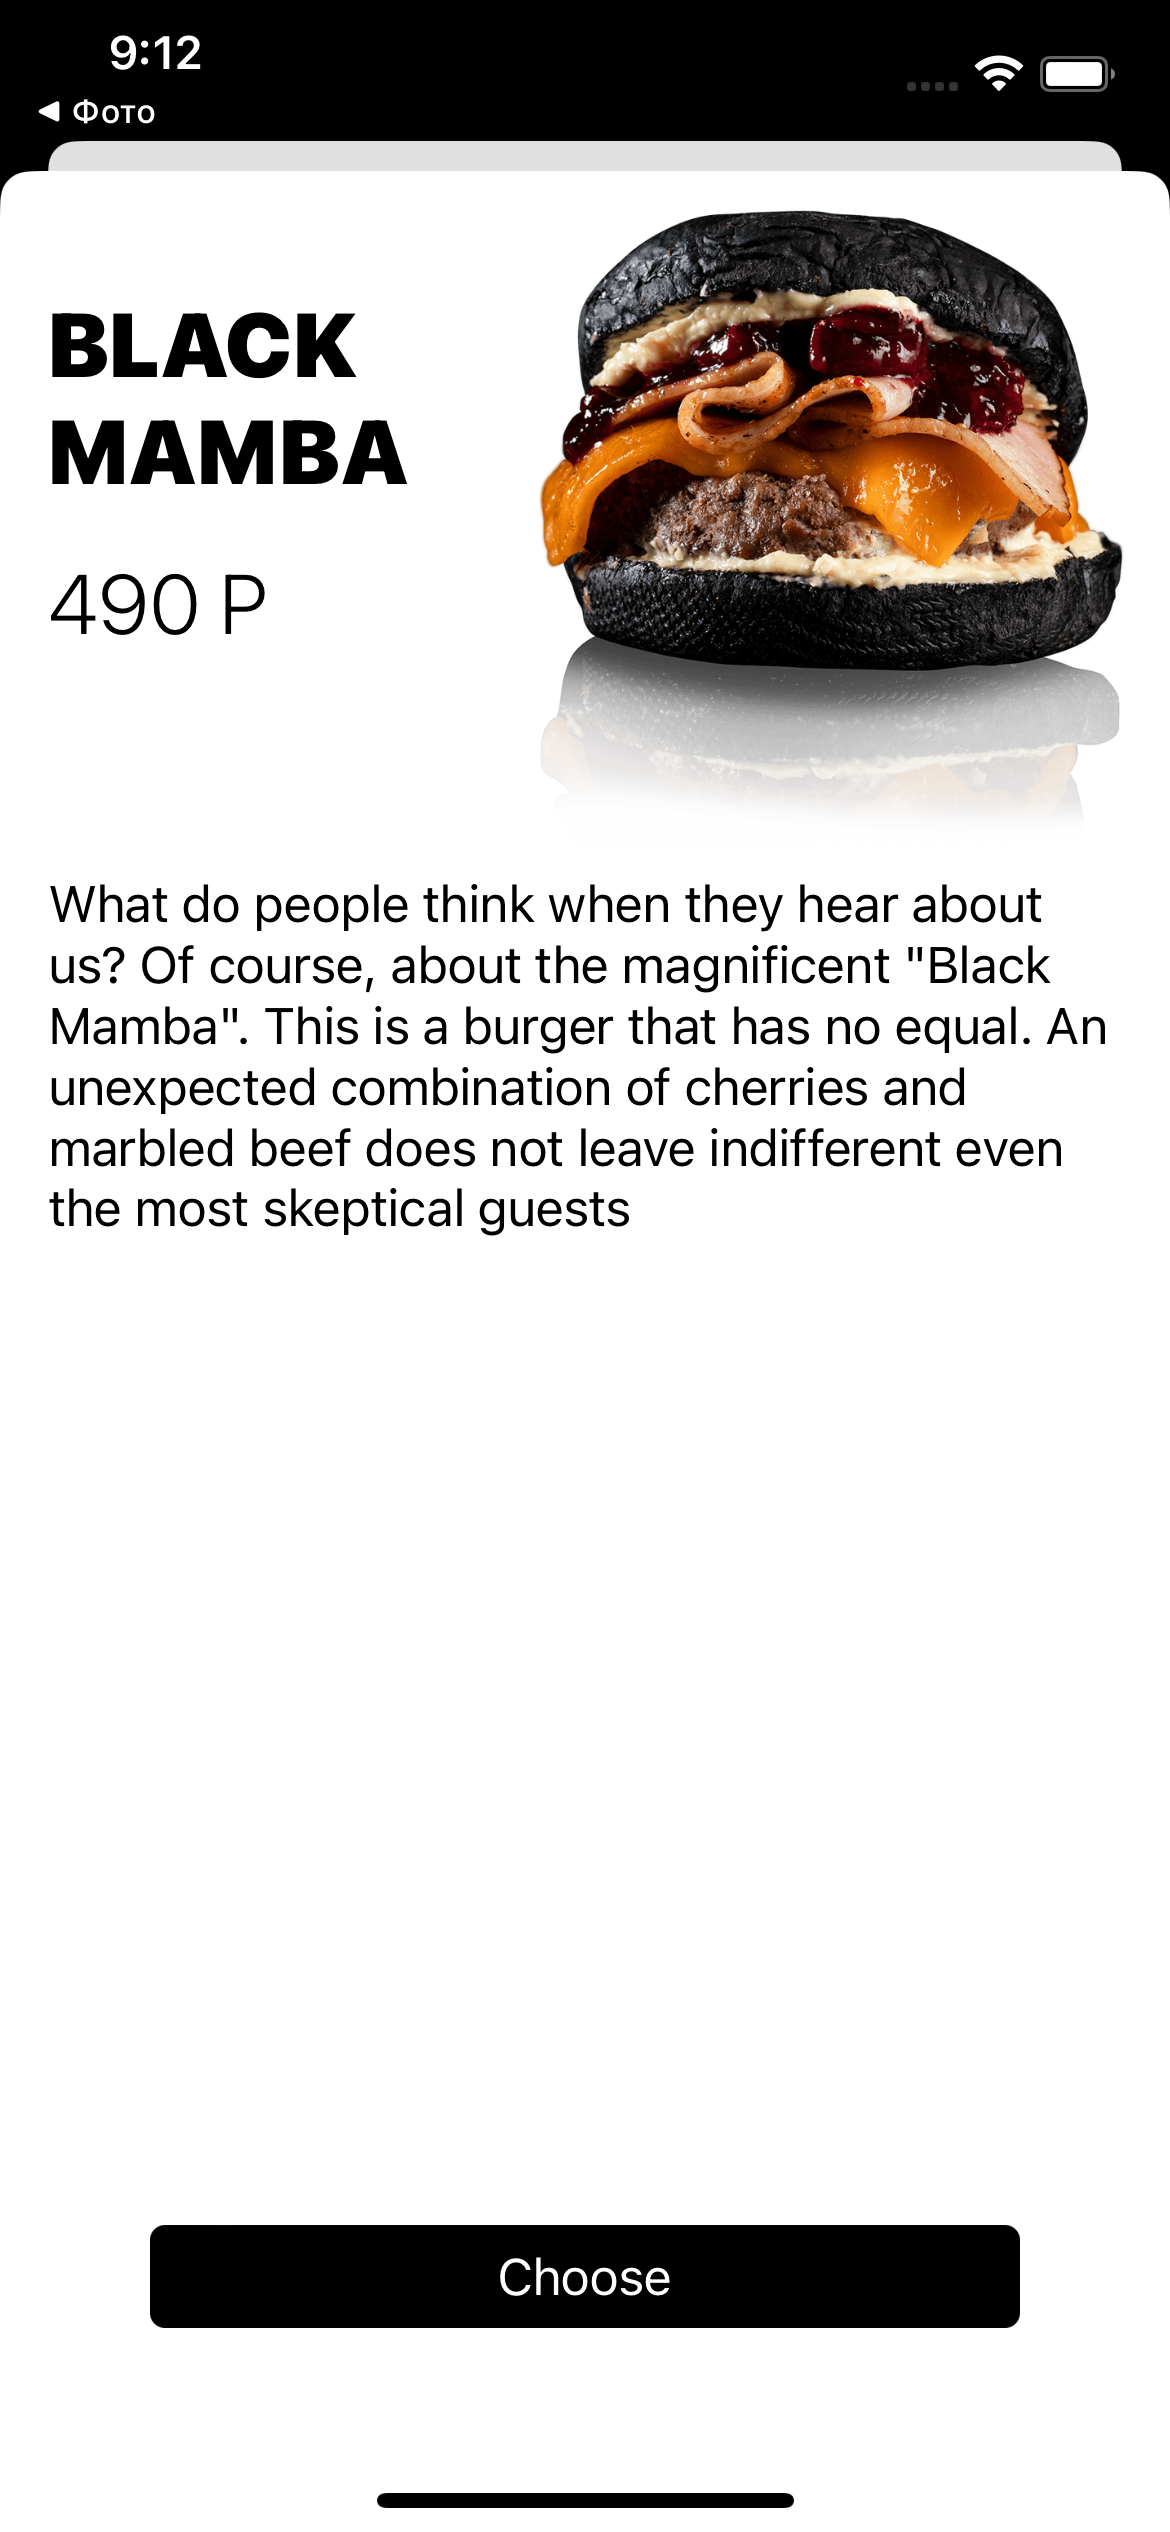 9:12
Фото
BLACK
MAMBA
490 P
What do people think when they hear about
us? Of course, about the magnificent "Black
Mamba". This is a burger that has no equal. An
unexpected combination of cherries and
marbled beef does not leave indifferent even
the most skeptical guests
Choose